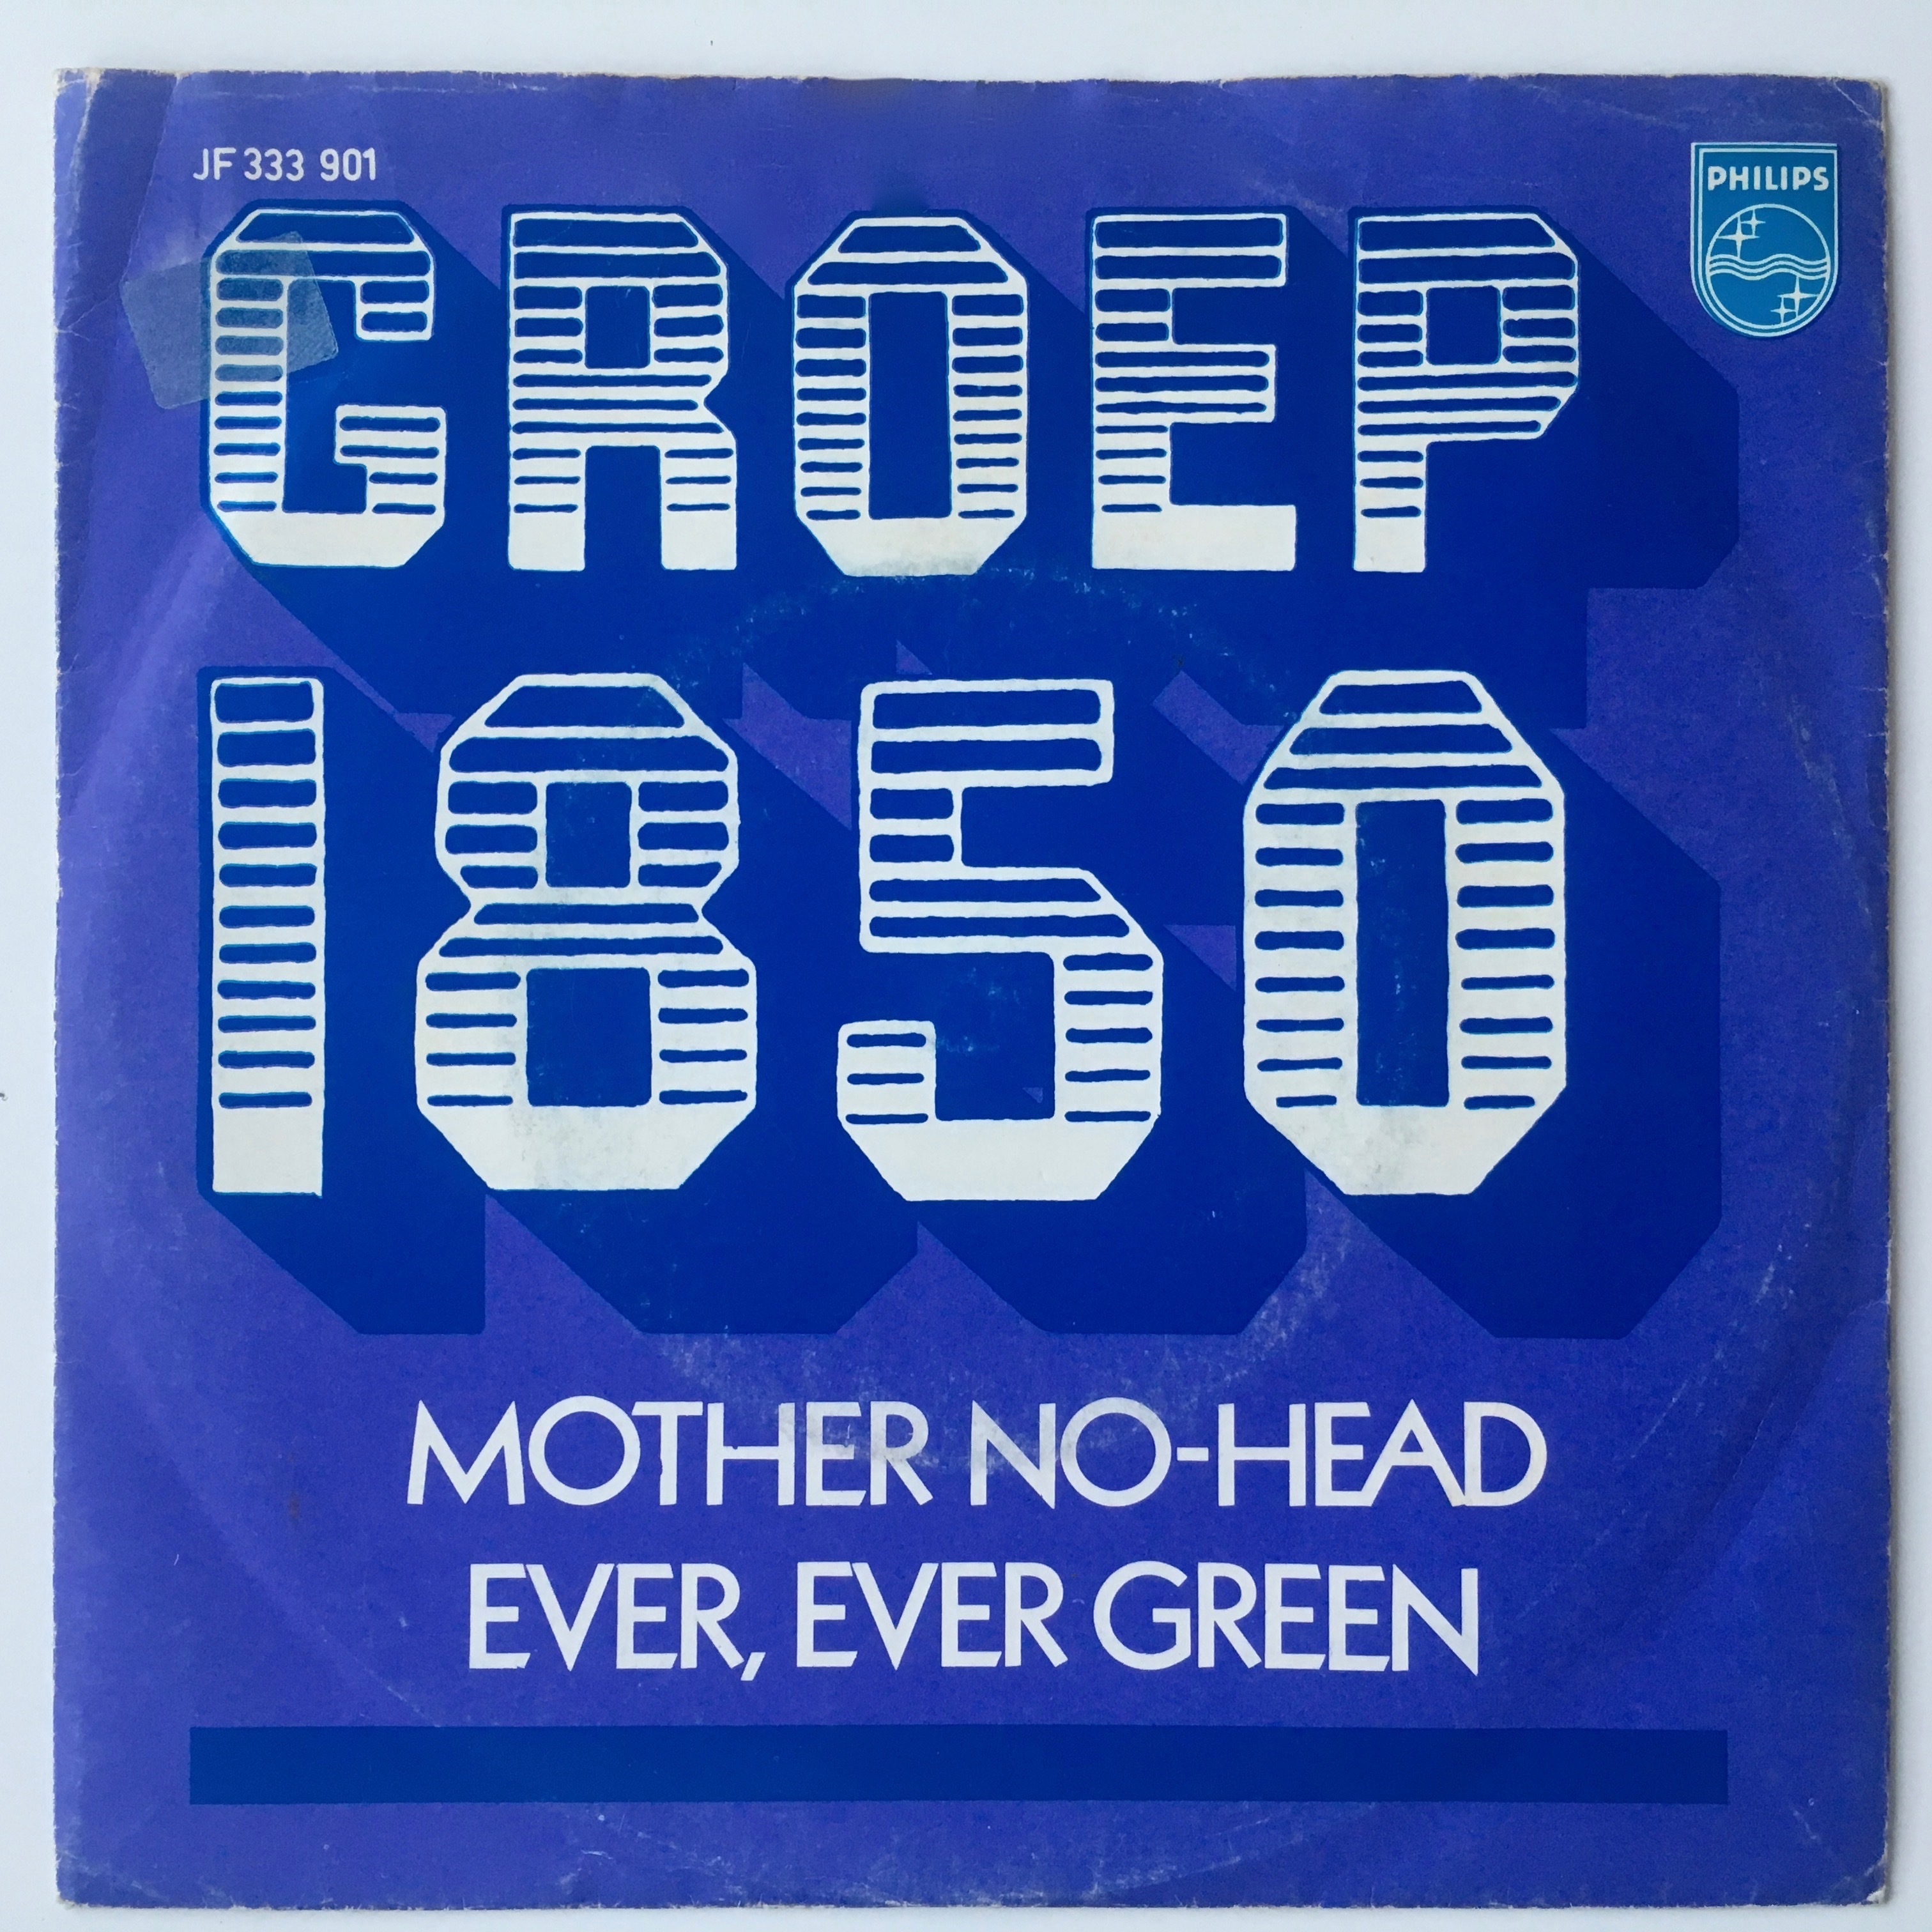 JF 333 901
PHILIPS
GROEP
1850
MOTHER NO-HEAD
EVER, EVER GREEN